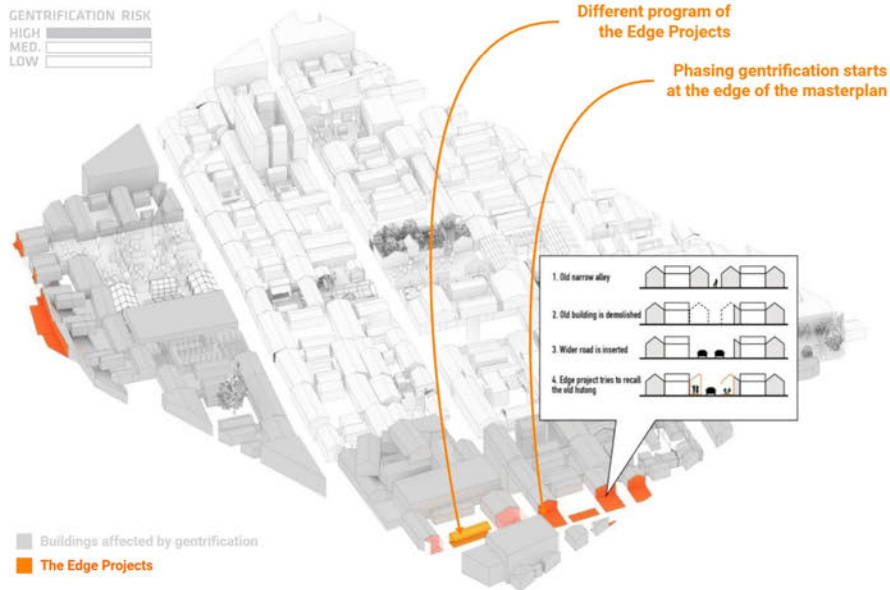 GENTRIFICATION RISK
HIGH
MED.
LOW
Different program of
the Edge Projects
Phasing gentrification starts
at the edge of the masterplan
1. Old narrow alley
2. Old building is demolished
3. Wider road is inserted
4. Edge project tries to recall
the old hutong
Buildings affected by gentrification
The Edge Projects